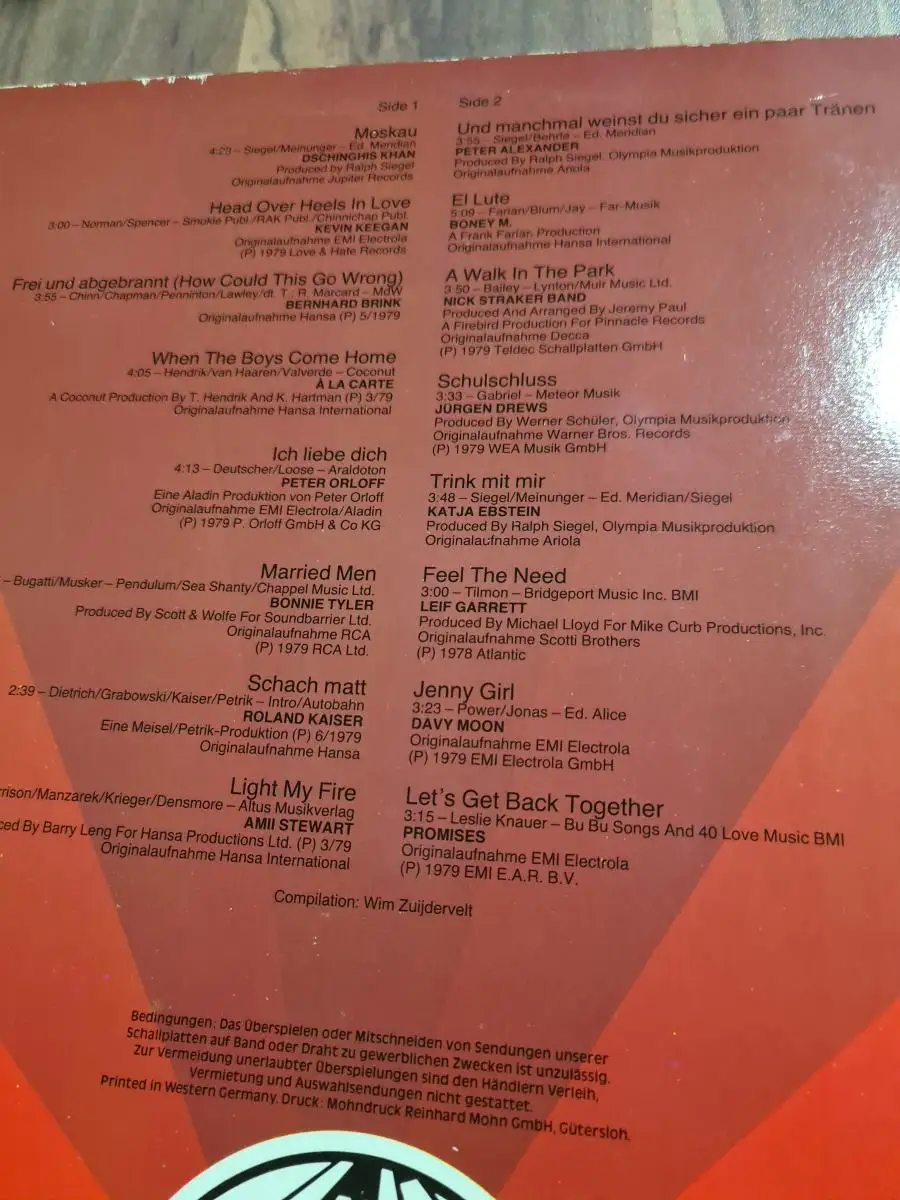 Side 1
Moskau
4:29 – Siegel/Meinunger – Ed. Meridian
DSCHINGHIS KHAN
Produced by Ralph Siegel
Originalaufnahme Jupiter Records
Head Over Heels In Love
3:00 – Norman/Spencer – Smokie Publ./RAK Publ./Chinnichap Publ.
KEVIN KEEGAN
Originalaufnahme EMI Electrola
(P) 1979 Love & Hate Records
Frei und abgebrannt (How Could This Go Wrong)
3:55 – Chinn/Chapman/Penninton/Lawley/dt. T.: R. Marcard – MdW
BERNHARD BRINK
Originalaufnahme Hansa (P) 5/1979
When The Boys Come Home
4:05 – Hendrik/van Haaren/Valverde – Coconut
À LA CARTE
A Coconut Production By T. Hendrik And K. Hartman (P) 3/79
Originalaufnahme Hansa International
Ich liebe dich
4:13 – Deutscher/Loose – Araldoton
PETER ORLOFF
Eine Aladin Produktion von Peter Orloff
Originalaufnahme EMI Electrola/Aladin
(P) 1979 P. Orloff GmbH & Co KG
Married Men
– Bugatti/Musker – Pendulum/Sea Shanty/Chappel Music Ltd.
BONNIE TYLER
Produced By Scott & Wolfe For Soundbarrier Ltd.
Originalaufnahme RCA
(P) 1979 RCA Ltd.
Schach matt
2:39 – Dietrich/Grabowski/Kaiser/Petrik – Intro/Autobahn
ROLAND KAISER
Eine Meisel/Petrik-Produktion (P) 6/1979
Originalaufnahme Hansa
Light My Fire
rrison/Manzarek/Krieger/Densmore – Altus Musikverlag
AMII STEWART
ced By Barry Leng For Hansa Productions Ltd. (P) 3/79
Originalaufnahme Hansa International
Side 2
Und manchmal weinst du sicher ein paar Tränen
3:55 – Siegel/Behrle – Ed. Meridian
PETER ALEXANDER
Produced By Ralph Siegel, Olympia Musikproduktion
Originalaufnahme Ariola
El Lute
5:09 – Farian/Blum/Jay – Far-Musik
BONEY M.
A Frank Farian Production
Originalaufnahme Hansa International
A Walk In The Park
3:50 – Bailey – Lynton/Muir Music Ltd.
NICK STRAKER BAND
Produced And Arranged By Jeremy Paul
A Firebird Production For Pinnacle Records
Originalaufnahme Decca
(P) 1979 Teldec Schallplatten GmbH
Schulschluss
3:33 – Gabriel – Meteor Musik
JÜRGEN DREWS
Produced By Werner Schüler, Olympia Musikproduktion
Originalaufnahme Warner Bros. Records
(P) 1979 WEA Musik GmbH
Trink mit mir
3:48 – Siegel/Meinunger – Ed. Meridian/Siegel
KATJA EBSTEIN
Produced By Ralph Siegel, Olympia Musikproduktion
Originalaufnahme Ariola
Feel The Need
3:00 – Tilmon – Bridgeport Music Inc. BMI
LEIF GARRETT
Produced By Michael Lloyd For Mike Curb Productions, Inc.
Originalaufnahme Scotti Brothers
(P) 1978 Atlantic
Jenny Girl
3:23 – Power/Jonas – Ed. Alice
DAVY MOON
Originalaufnahme EMI Electrola
(P) 1979 EMI Electrola GmbH
Let's Get Back Together
3:15 – Leslie Knauer – Bu Bu Songs And 40 Love Music BMI
PROMISES
Originalaufnahme EMI Electrola
(P) 1979 EMI E.A.R. B.V.
Compilation: Wim Zuijdervelt
Bedingungen: Das Überspielen oder Mitschneiden von Sendungen unserer
Schallplatten auf Band oder Draht zu gewerblichen Zwecken ist unzulässig.
Zur Vermeidung unerlaubter Überspielungen sind den Händlern Verleih,
Vermietung und Auswahlsendungen nicht gestattet.
Printed in Western Germany. Druck: Mohndruck Reinhard Mohn GmbH, Gütersloh.